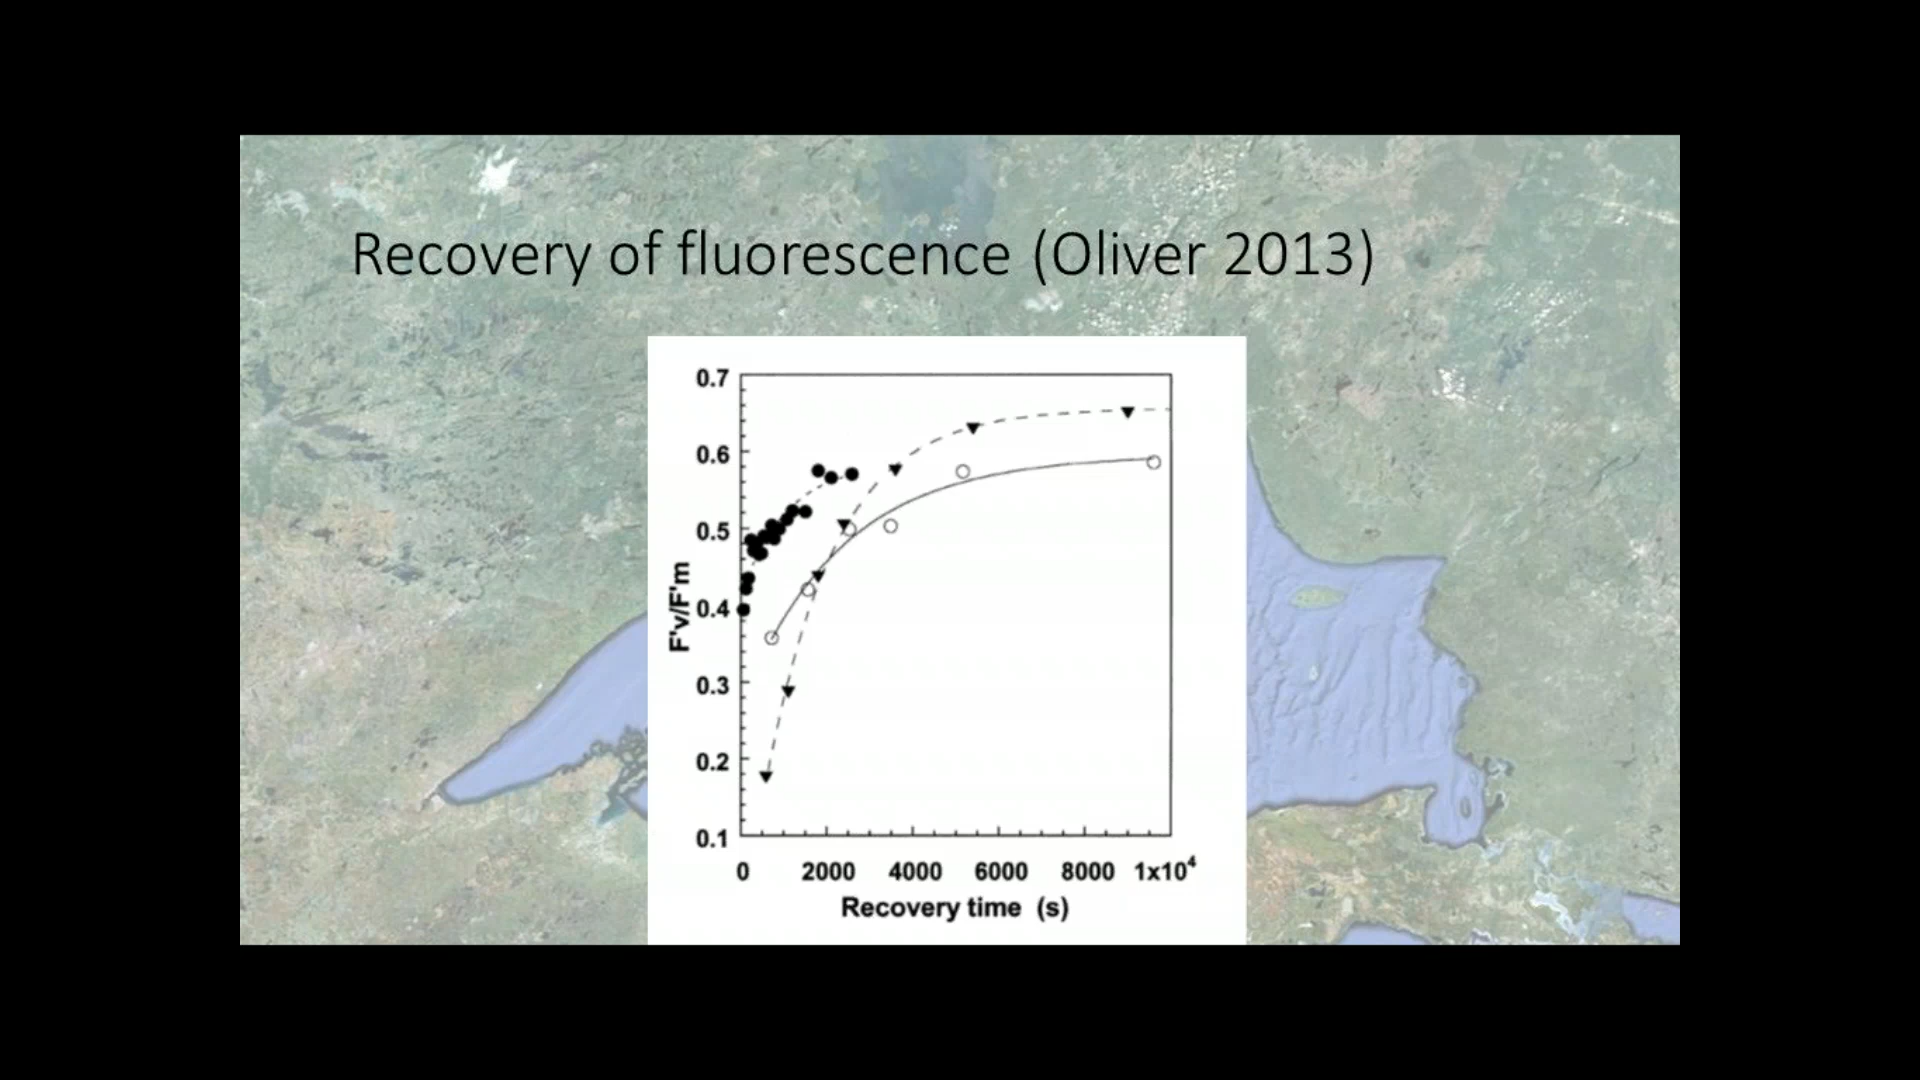 Recovery of fluorescence (Oliver 2013)
0.7
0.6
0.5
0.4
0.3
0.2
0.1
F'v/F'm
0 2000 4000 6000 8000 1x10⁴
Recovery time (s)